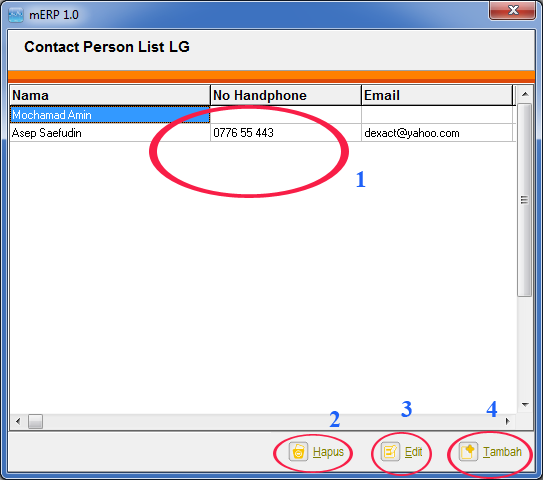 mERP 1.0
Contact Person List LG
Nama No Handphone Email
Mochamad Amin
Asep Saefudin 0776 55 443 dexact@yahoo.com
1
2 3 4
Hapus Edit Tambah